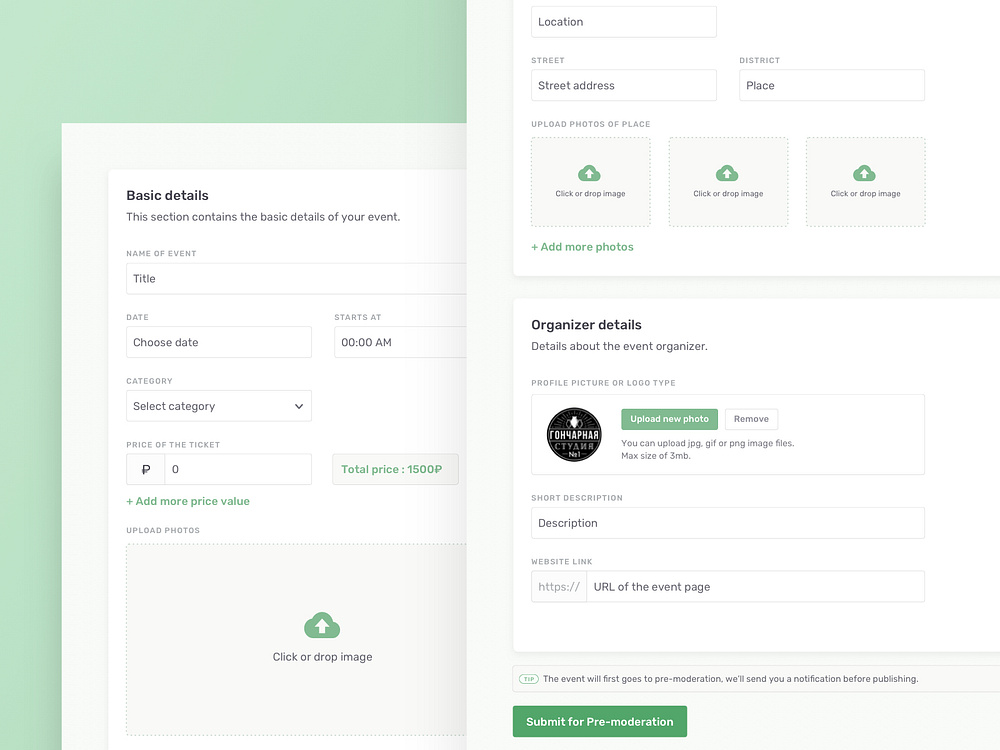 Basic details
This section contains the basic details of your event.
NAME OF EVENT
Title
DATE
STARTS AT
Choose date
00:00 AM
CATEGORY
Select category
PRICE OF THE TICKET
₽
0
Total price : 1500₽
+ Add more price value
UPLOAD PHOTOS
Click or drop image
Location
STREET
DISTRICT
Street address
Place
UPLOAD PHOTOS OF PLACE
Click or drop image
Click or drop image
Click or drop image
+ Add more photos
Organizer details
Details about the event organizer.
PROFILE PICTURE OR LOGO TYPE
ГОНЧАРНАЯ
СТУДИЯ
№1
Upload new photo
Remove
You can upload jpg, gif or png image files.
Max size of 3mb.
SHORT DESCRIPTION
Description
WEBSITE LINK
https://
URL of the event page
TIP
The event will first goes to pre-moderation, we'll send you a notification before publishing.
Submit for Pre-moderation